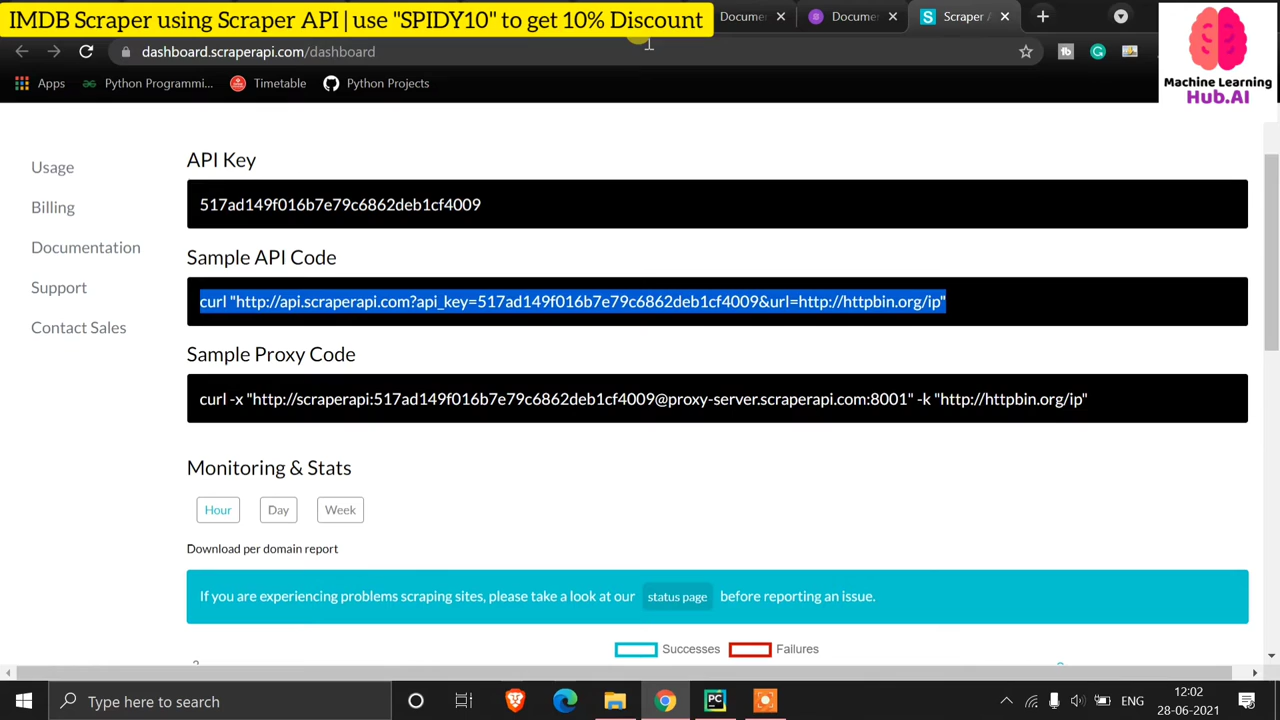 IMDB Scraper using Scraper API | use "SPIDY10" to get 10% Discount
Documen
Docume
Scraper
dashboard.scraperapi.com/dashboard
Apps
Python Programmi...
Timetable
Python Projects
Machine Learning
Hub.AI
Usage
Billing
Documentation
Support
Contact Sales
API Key
517ad149f016b7e79c6862deb1cf4009
Sample API Code
curl "http://api.scraperapi.com?api_key=517ad149f016b7e79c6862deb1cf4009&url=http://httpbin.org/ip"
Sample Proxy Code
curl -x "http://scraperapi:517ad149f016b7e79c6862deb1cf4009@proxy-server.scraperapi.com:8001" -k "http://httpbin.org/ip"
Monitoring & Stats
Hour
Day
Week
Download per domain report
If you are experiencing problems scraping sites, please take a look at our status page before reporting an issue.
Successes
Failures
Type here to search
ENG
12:02
28-06-2021